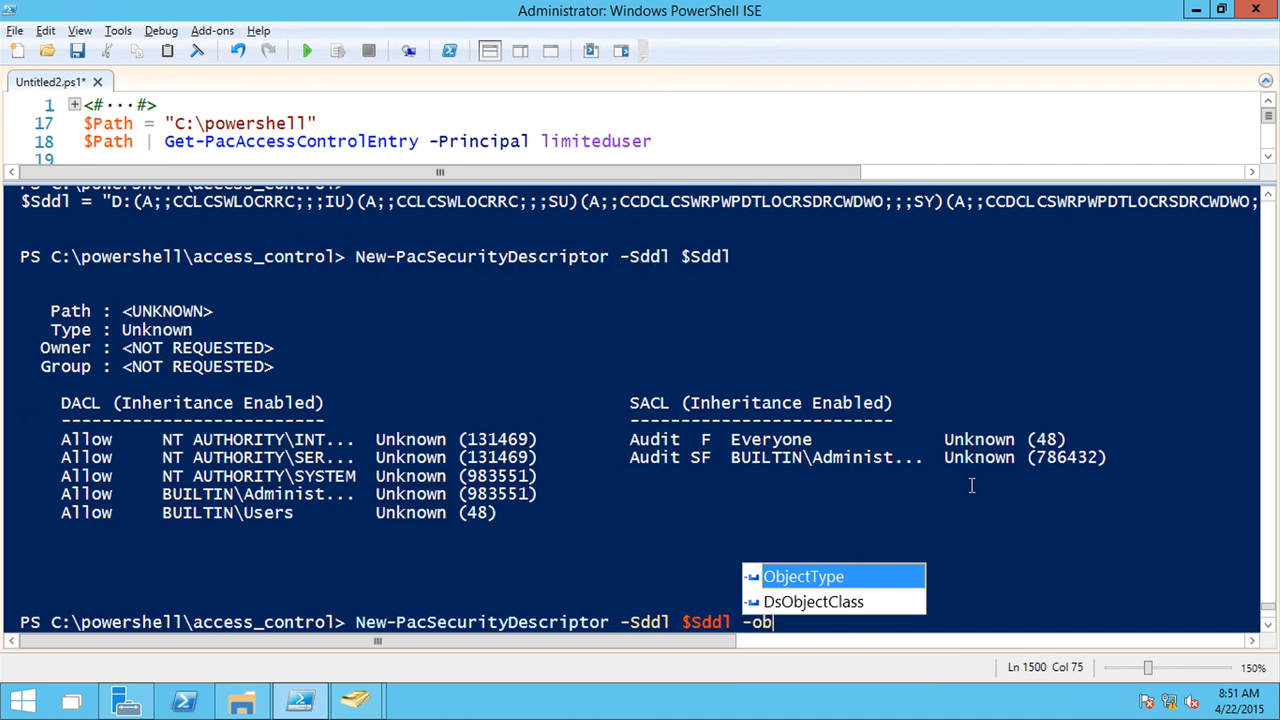 Administrator: Windows PowerShell ISE
File Edit View Tools Debug Add-ons Help
Untitled2.ps1* X
1 <#···#>
17 $Path = "C:\powershell"
18 $Path | Get-PacAccessControlEntry -Principal limiteduser
19
PS C:\powershell\access_control>
$Sddl = "D:(A;;CCLCSWLOCRRC;;;IU)(A;;CCLCSWLOCRRC;;;SU)(A;;CCDCLCSWRPWPDTLOCRSDRCWDWO;;;SY)(A;;CCDCLCSWRPWPDTLOCRSDRCWDWO;
PS C:\powershell\access_control> New-PacSecurityDescriptor -Sddl $Sddl
Path : <UNKNOWN>
Type : Unknown
Owner : <NOT REQUESTED>
Group : <NOT REQUESTED>
DACL (Inheritance Enabled) SACL (Inheritance Enabled)
-------------------------- --------------------------
Allow NT AUTHORITY\INT... Unknown (131469) Audit F Everyone Unknown (48)
Allow NT AUTHORITY\SER... Unknown (131469) Audit SF BUILTIN\Administ... Unknown (786432)
Allow NT AUTHORITY\SYSTEM Unknown (983551)
Allow BUILTIN\Administ... Unknown (983551)
Allow BUILTIN\Users Unknown (48)
ObjectType
DsObjectClass
PS C:\powershell\access_control> New-PacSecurityDescriptor -Sddl $Sddl -ob
Ln 1500 Col 75 150%
8:51 AM
4/22/2015